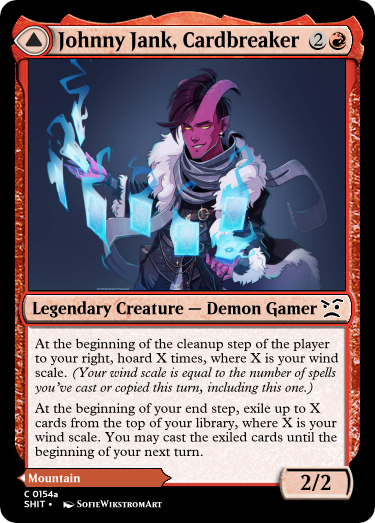 Johnny Jank, Cardbreaker 2
Legendary Creature — Demon Gamer
At the beginning of the cleanup step of the player
to your right, hoard X times, where X is your wind
scale. (Your wind scale is equal to the number of spells
you've cast or copied this turn, including this one.)
At the beginning of your end step, exile up to X
cards from the top of your library, where X is your
wind scale. You may cast the exiled cards until the
beginning of your next turn.
Mountain
2/2
C 0154a
SHIT • SofieWikstromArt